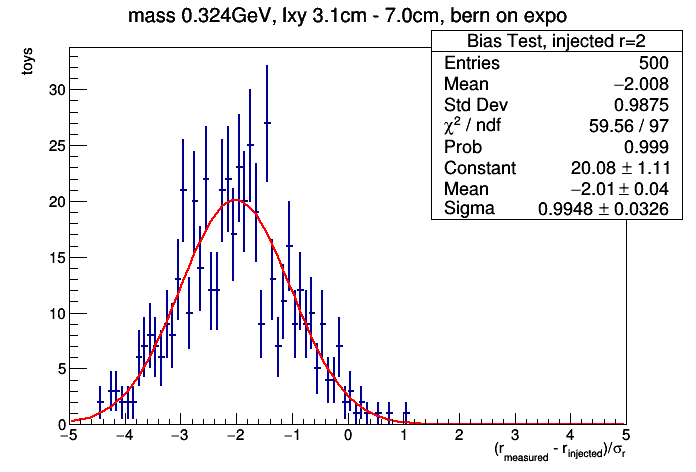 mass 0.324GeV, lxy 3.1cm - 7.0cm, bern on expo
toys
Bias Test, injected r=2
Entries 500
Mean −2.008
Std Dev 0.9875
χ² / ndf 59.56 / 97
Prob 0.999
Constant 20.08 ± 1.11
Mean −2.01 ± 0.04
Sigma 0.9948 ± 0.0326
30
25
20
15
10
5
0
−5 −4 −3 −2 −1 0 1 2 3 4 5
(r_measured - r_injected)/σ_r